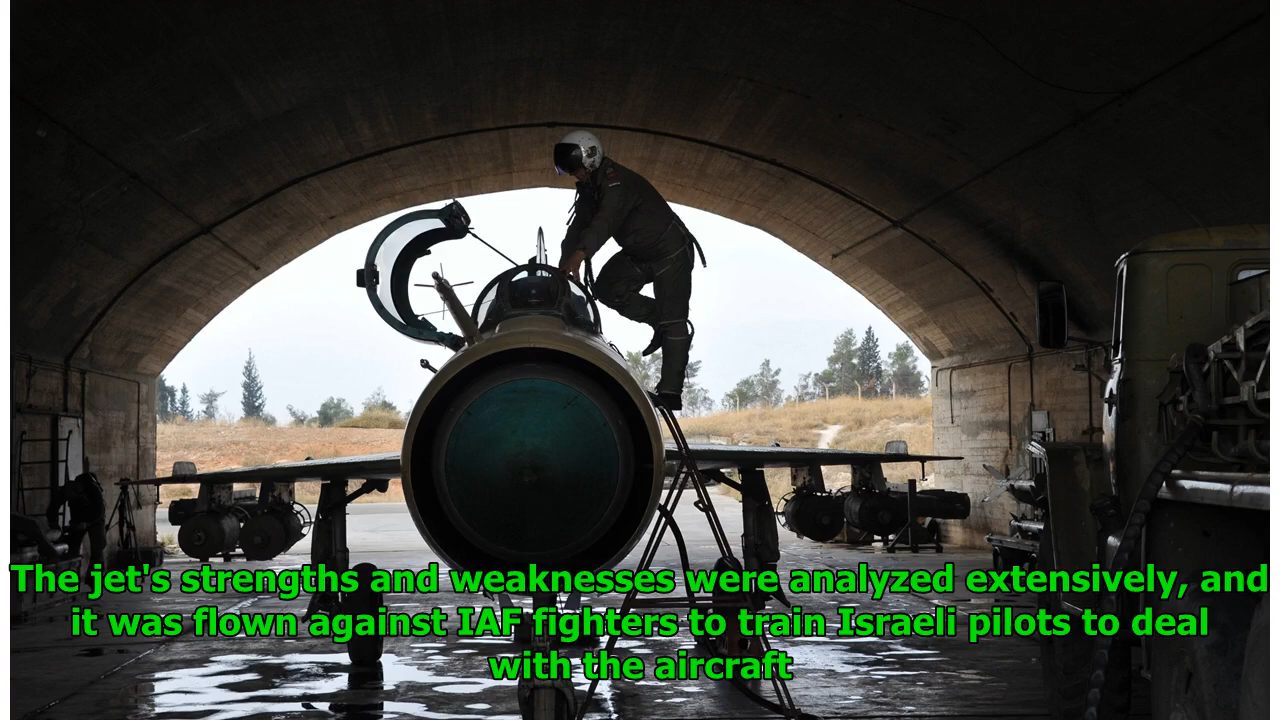 The jet's strengths and weaknesses were analyzed extensively, and
it was flown against IAF fighters to train Israeli pilots to deal
with the aircraft